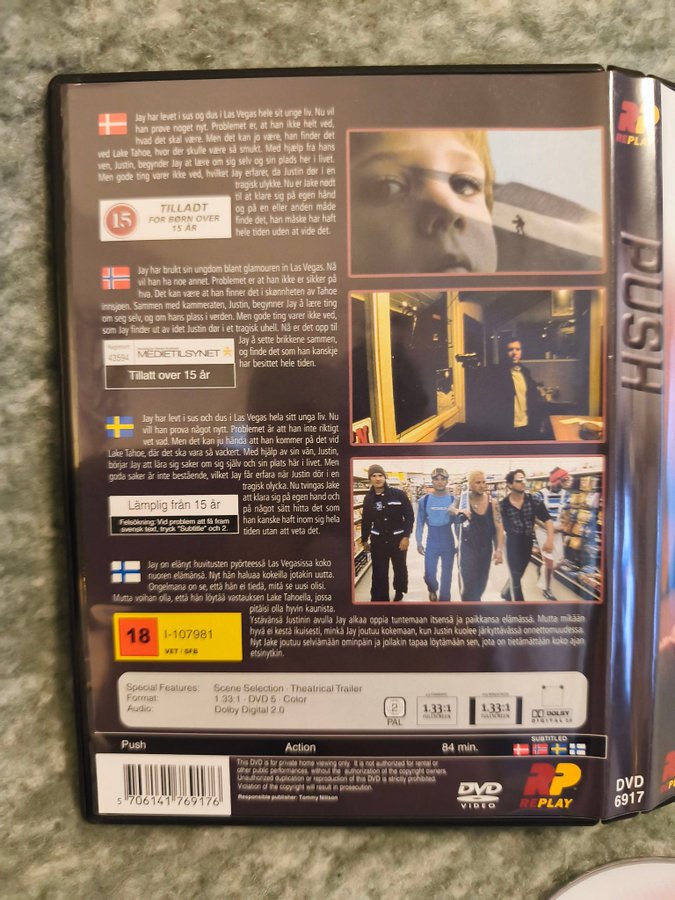 Jay har levet i sus og dus i Las Vegas hele sit unge liv. Nu vil
han prøve noget nyt. Problemet er, at han ikke helt ved,
hvad det skal være. Men det kan jo være, han finder det
ved Lake Tahoe, hvor der skulle være så smukt. Med hjælp fra hans
ven, Justin, begynder Jay at lære om sig selv og sin plads her i livet.
Men gode ting varer ikke ved, hvilket Jay erfarer, da Justin dør i en
tragisk ulykke. Nu er Jake nødt
til at klare sig på egen hånd
og på en eller anden måde
finde det, han måske har haft
hele tiden uden at vide det.
15
TILLADT
FOR BØRN OVER
15 ÅR
Jay har brukt sin ungdom blant glamouren in Las Vegas. Nå
vil han ha noe annet. Problemet er at han ikke er sikker på
hva. Det kan være at han finner det i skønnheten av Tahoe
innsjøen. Sammen med kammeraten, Justin, begynner Jay å lære ting
om seg selv, og om hans plass i verden. Men gode ting varer ikke ved,
som Jay finder ut av idet Justin dør i et tragisk uhell. Nå er det opp til
Jay å sette brikkene sammen,
og finde det som han kanskje
har besittet hele tiden.
43594
MEDIETILSYNET
Tillatt over 15 år
Jay har levt i sus och dus i Las Vegas hela sitt unga liv. Nu
vill han prova något nytt. Problemet är att han inte riktigt
vet vad. Men det kan ju hända att han kommer på det vid
Lake Tahoe, där det ska vara så vackert. Med hjälp av sin vän, Justin,
börjar Jay att lära sig saker om sig själv och sin plats här i livet. Men
goda saker är inte bestående, vilket Jay får erfara när Justin dör i en
tragisk olycka. Nu tvingas Jake
att klara sig på egen hand och
på något sätt hitta det som
han kanske haft inom sig hela
tiden utan att veta det.
Lämplig från 15 år
Felsökning: Vid problem att få fram
svensk text, tryck "Subtitle" och 2.
Jay on elänyt huvitusten pyörteessä Las Vegasissa koko
nuoren elämänsä. Nyt hän haluaa kokeilla jotakin uutta.
Ongelmana on se, että hän ei tiedä, mitä se uusi olisi.
Mutta voihan olla, että hän löytää vastauksen Lake Tahoella, jossa
pitäisi olla hyvin kaunista.
Ystävänsä Justinin avulla Jay alkaa oppia tuntemaan itsensä ja paikkansa elämässä. Mutta mikään
hyvä ei kestä ikuisesti, minkä Jay joutuu kokemaan, kun Justin kuolee järkyttävässä onnettomuudessa.
Nyt Jake joutuu selviämään ominpäin ja jollakin tapaa löytämään sen, jota on tietämättään koko ajan
etsinytkin.
18
I-107981
VET / SFB
Special Features: Scene Selection · Theatrical Trailer
Format: 1.33:1 · DVD 5 · Color
Audio: Dolby Digital 2.0
2
PAL
1.33:1
FULLSCREEN
1.33:1
FULLSCREEN
DOLBY
DIGITAL 2.0
Push Action 84 min.
SUBTITLED
5 706141 769176
This DVD is for private home viewing only. It is not authorized for rental or
other public performances, without the authorization of the copyright owners.
Unauthorized duplication or reproduction of this DVD is strictly prohibited.
Violation of the copyright will result in prosecution.
Responsible publisher: Tommy Nilison
DVD
VIDEO
RP
REPLAY
RP
REPLAY
PUSH
DVD
6917